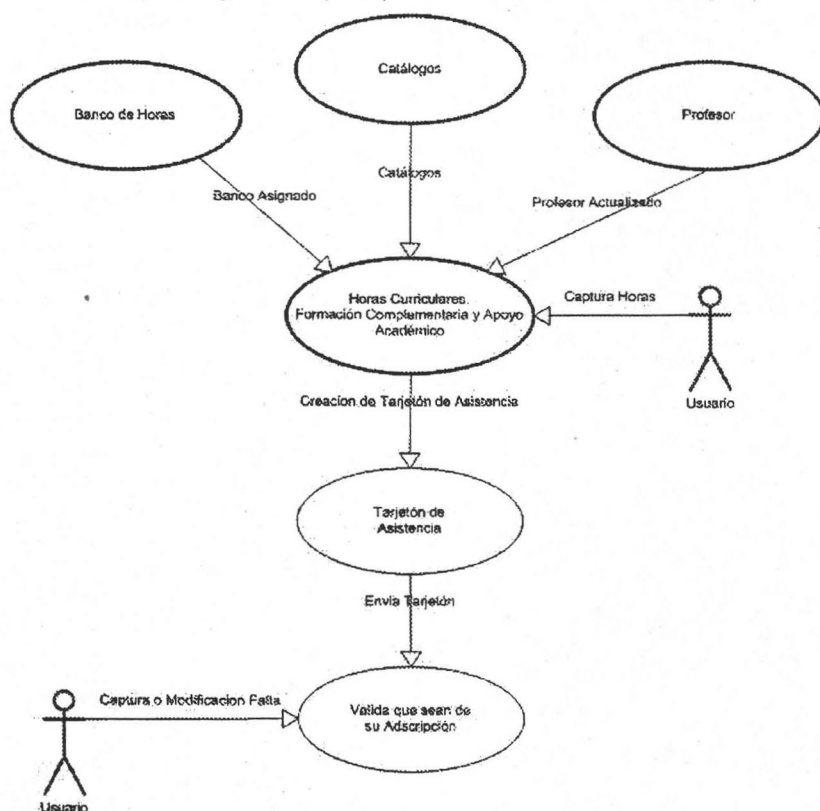 Catálogos
Banco de Horas
Profesor
Banco Asignado
Catálogos
Profesor Actualizado
Horas Curriculares.
Formación Complementaria y Apoyo
Académico
Captura Horas
Usuario
Creacion de Tarjetón de Asistencia
Tarjetón de
Asistencia
Envia Tarjetón
Captura o Modificacion Falta
Valida que sean de
su Adscripción
Usuario